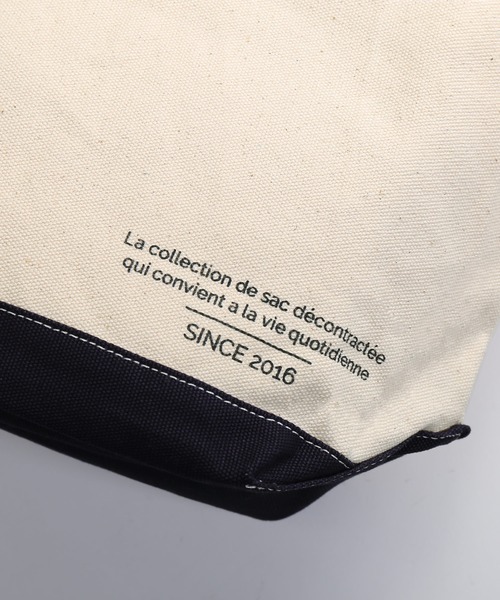 La collection de sac décontractée
qui convient a la vie quotidienne
SINCE 2016